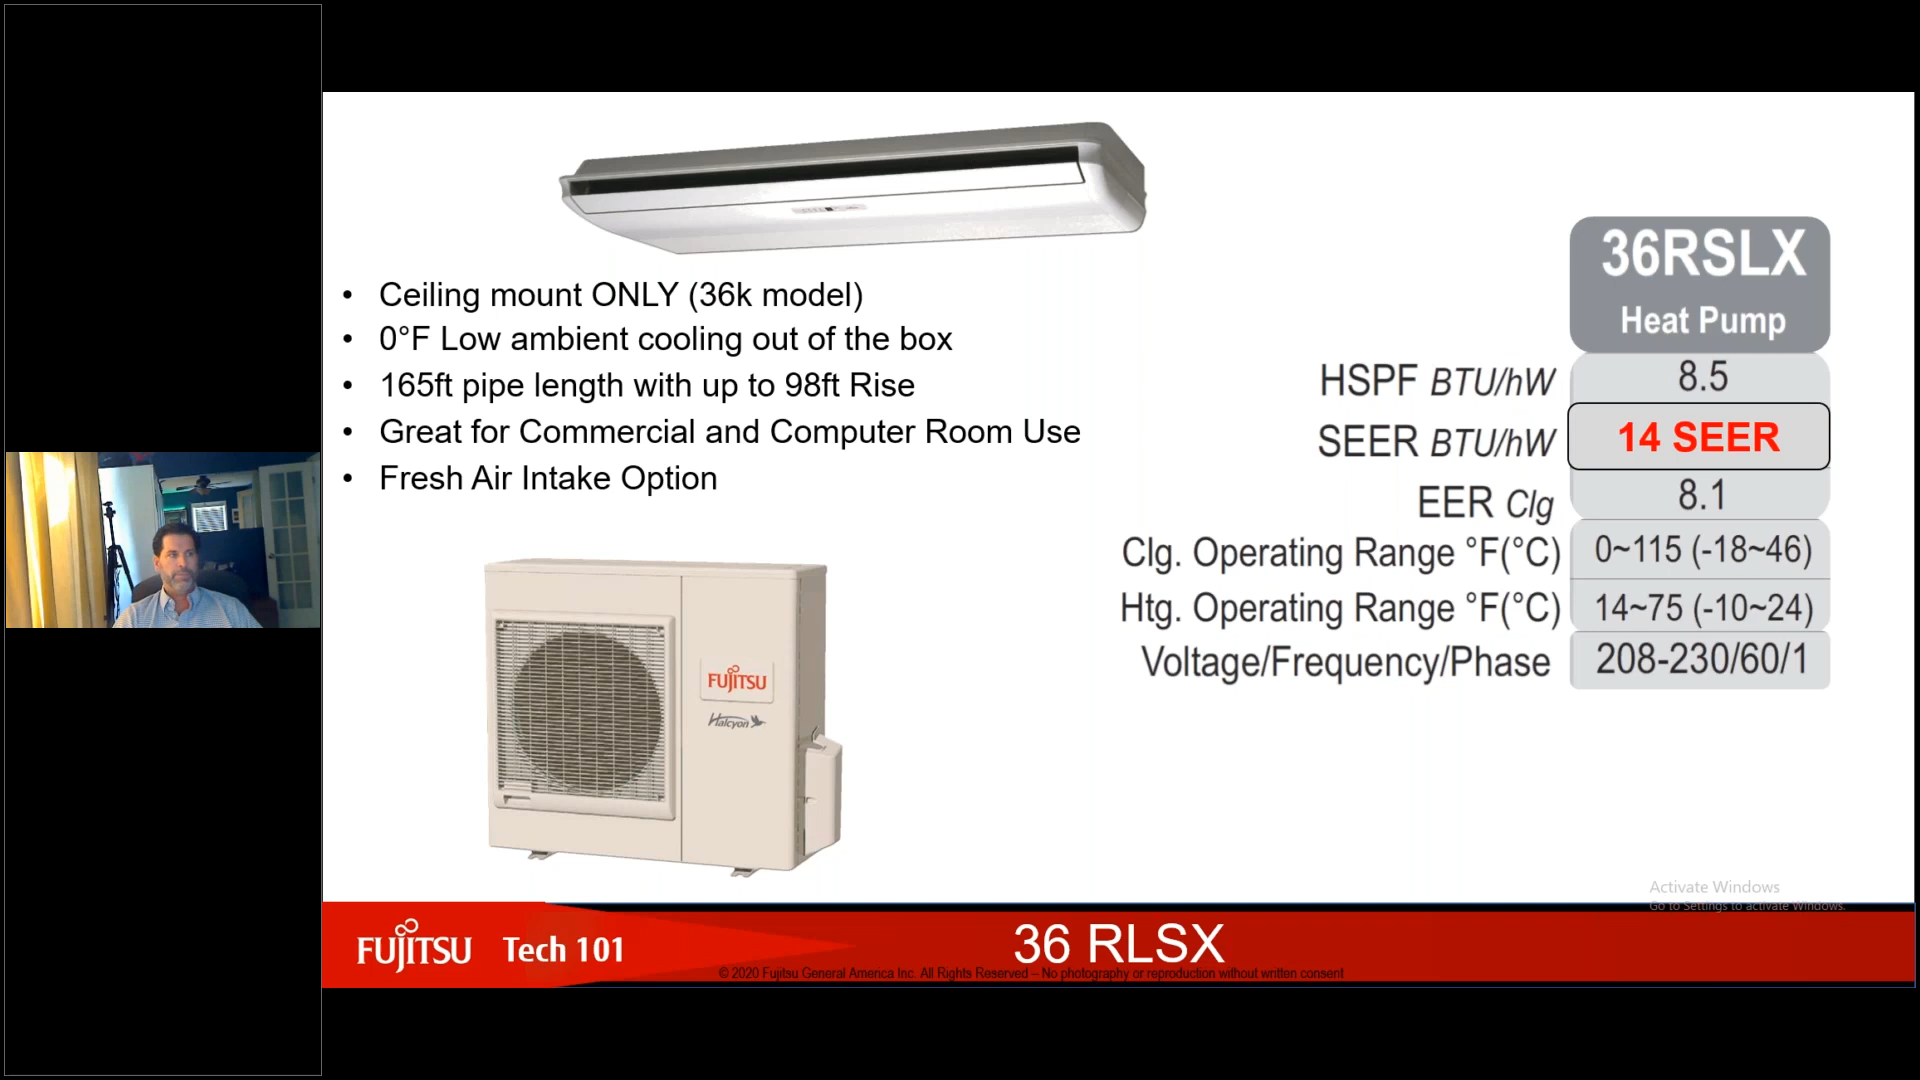 • Ceiling mount ONLY (36k model)
• 0°F Low ambient cooling out of the box
• 165ft pipe length with up to 98ft Rise
• Great for Commercial and Computer Room Use
• Fresh Air Intake Option
36RSLX
Heat Pump
HSPF BTU/hW 8.5
SEER BTU/hW 14 SEER
EER Clg 8.1
Clg. Operating Range °F(°C) 0~115 (-18~46)
Htg. Operating Range °F(°C) 14~75 (-10~24)
Voltage/Frequency/Phase 208-230/60/1
FUJITSU
Halcyon
Activate Windows
Go to Settings to activate Windows.
FUJITSU Tech 101
36 RLSX
© 2020 Fujitsu General America Inc. All Rights Reserved – No photography or reproduction without written consent